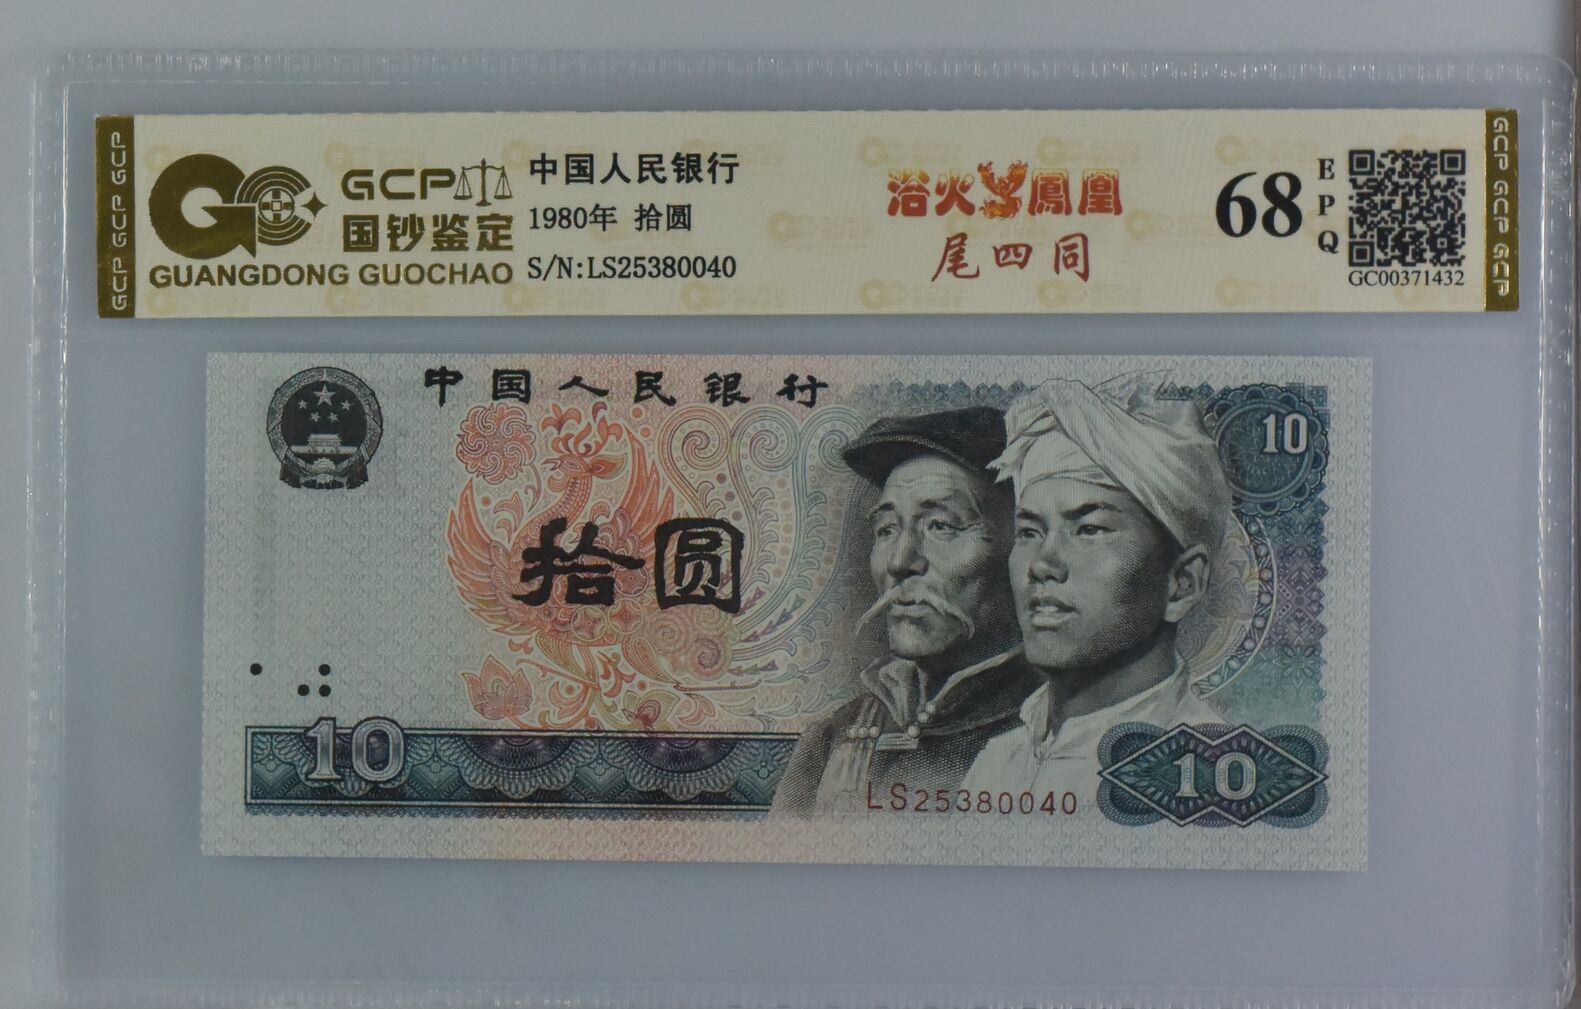 GCP GCP GCP
GCP
国钞鉴定
GUANGDONG GUOCHAO
中国人民银行
1980年 拾圆
S/N:LS25380040
浴火鳳凰
尾四同
68
EPQ
GC00371432
GCP GCP GCP
中国人民银行
10
拾圆
10
LS25380040
10